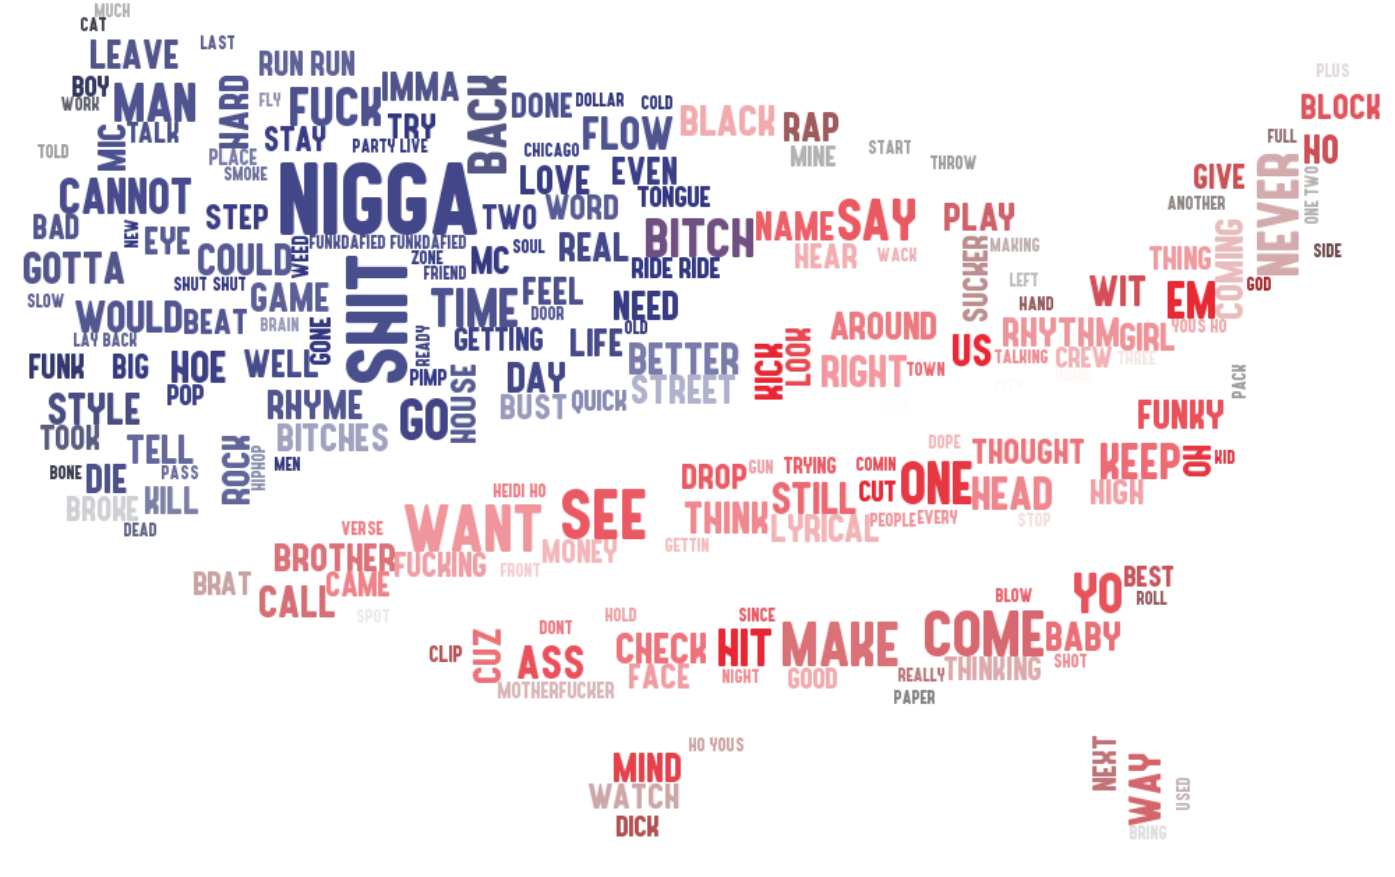 MUCH
CAT
LEAVE
LAST
RUN RUN
BOY
WORK
MAN
HARD
FLY
FUCK
IMMA
BACK
DONE
DOLLAR
COLD
PLUS
BLOCK
MIC
TALK
STAY
TRY
PARTY LIVE
FLOW
BLACK
RAP
MINE
START
THROW
FULL
HO
TOLD
PLACE
SMOKE
CHICAGO
LOVE
EVEN
TONGUE
GIVE
ANOTHER
NEVER
ONE TWO
CANNOT
STEP
NIGGA
TWO
WORD
BITCH
NAME
SAY
PLAY
SIDE
BAD
NEW
EYE
FUNKDAFIED FUNKDAFIED
SOUL
REAL
HEAR
WACK
SUCKER
MAKING
THING
COMING
GOTTA
COULD
WEED
ZONE
FRIEND
MC
RIDE RIDE
LEFT
GOD
SHUT SHUT
SLOW
GAME
SHIT
TIME
FEEL
DOOR
NEED
HAND
WIT
EM
YOUS HO
WOULD
BEAT
BRAIN
GONE
READY
GETTING
LIFE
OLD
AROUND
RHYTHM
GIRL
LAY BACK
BETTER
KICK
LOOK
US
TALKING
CREW
THREE
FUNK
BIG
HOE
WELL
PIMP
HOUSE
DAY
STREET
RIGHT
TOWN
HOME
CITY
PACK
POP
STYLE
RHYME
GO
BUST
QUICK
FUNKY
TOOK
TELL
ROCK
HIPHOP
BITCHES
DOPE
THOUGHT
KEEP
OH
KID
BONE
DIE
PASS
MEN
DROP
GUN
TRYING
COMIN
ONE
HEAD
HIGH
BROKE
KILL
HEIDI HO
SEE
STILL
CUT
DEAD
VERSE
WANT
THINK
LYRICAL
PEOPLE
EVERY
STOP
BROTHER
FUCKING
MONEY
GETTIN
FRONT
BRAT
CAME
CALL
SPOT
YO
BEST
ROLL
BLOW
HOLD
SINCE
DONT
CLIP
CUZ
ASS
CHECK
HIT
MAKE
COME
BABY
MOTHERFUCKER
FACE
NIGHT
GOOD
REALLY
THINKING
SHOT
PAPER
HO YOUS
MIND
WATCH
DICK
NEXT
WAY
USED
BRING